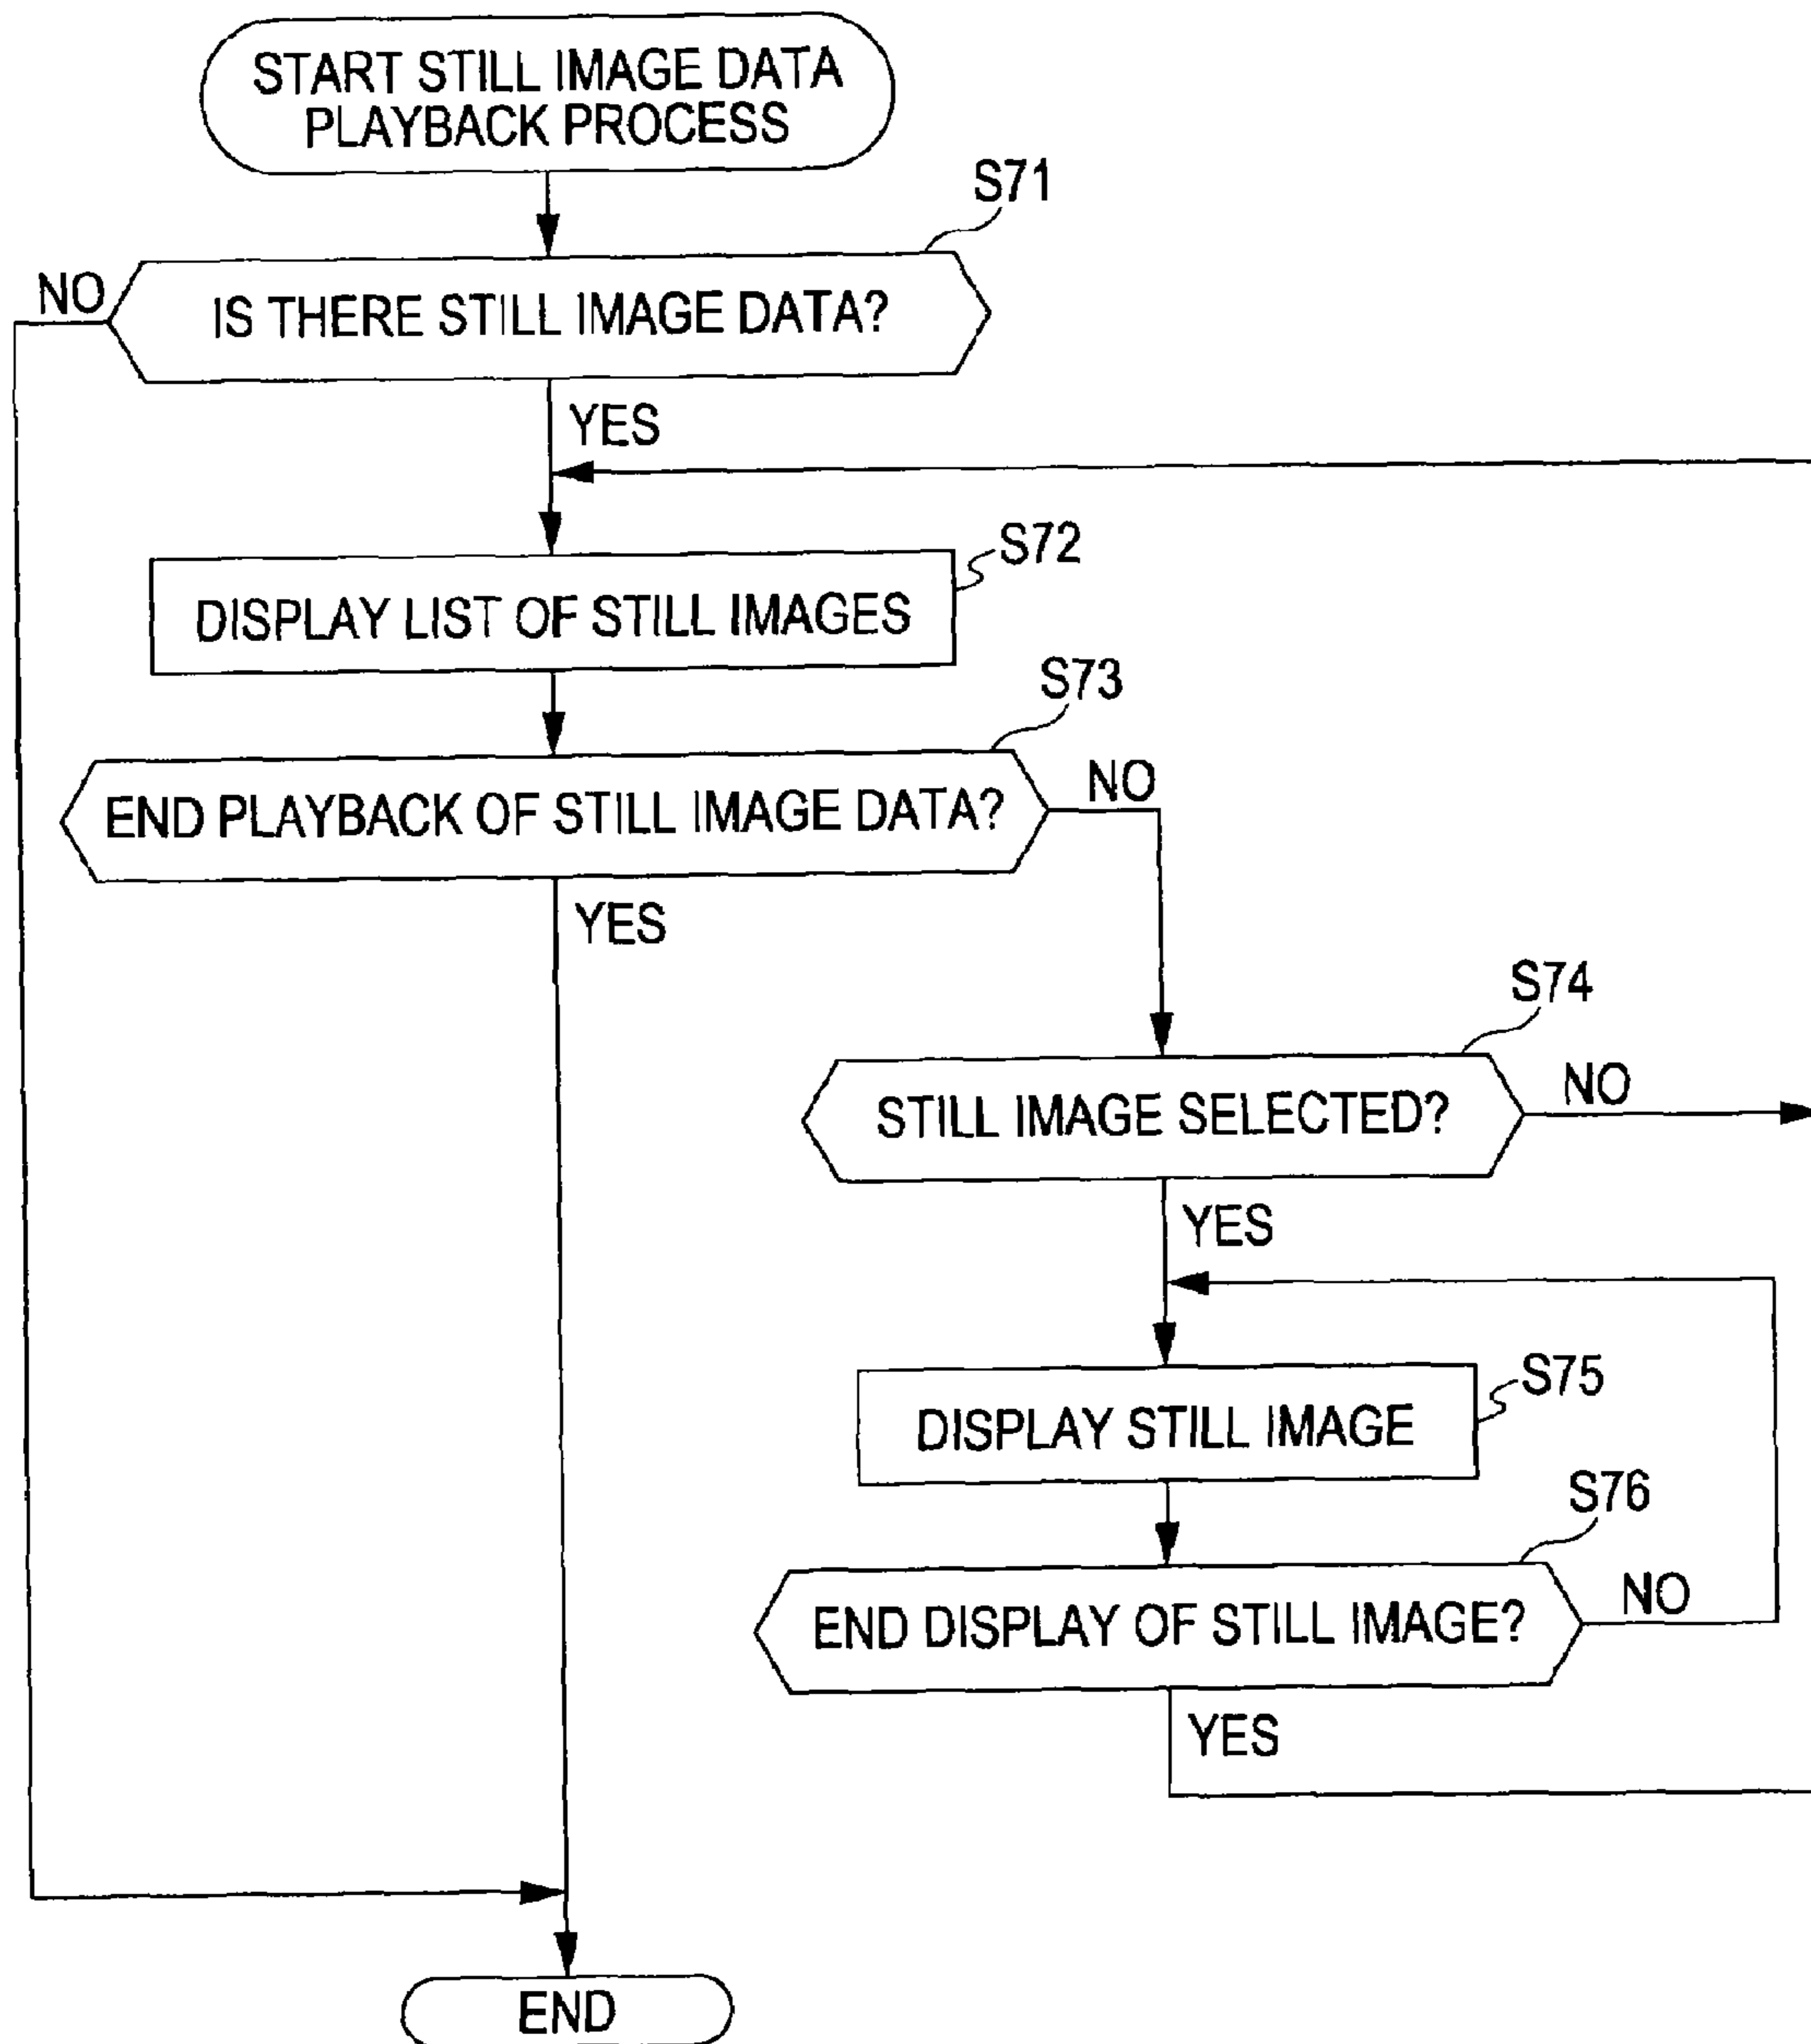 START STILL IMAGE DATA
PLAYBACK PROCESS
S71
NO
IS THERE STILL IMAGE DATA?
YES
S72
DISPLAY LIST OF STILL IMAGES
S73
END PLAYBACK OF STILL IMAGE DATA?
NO
YES
S74
STILL IMAGE SELECTED?
NO
YES
S75
DISPLAY STILL IMAGE
S76
END DISPLAY OF STILL IMAGE?
NO
YES
END